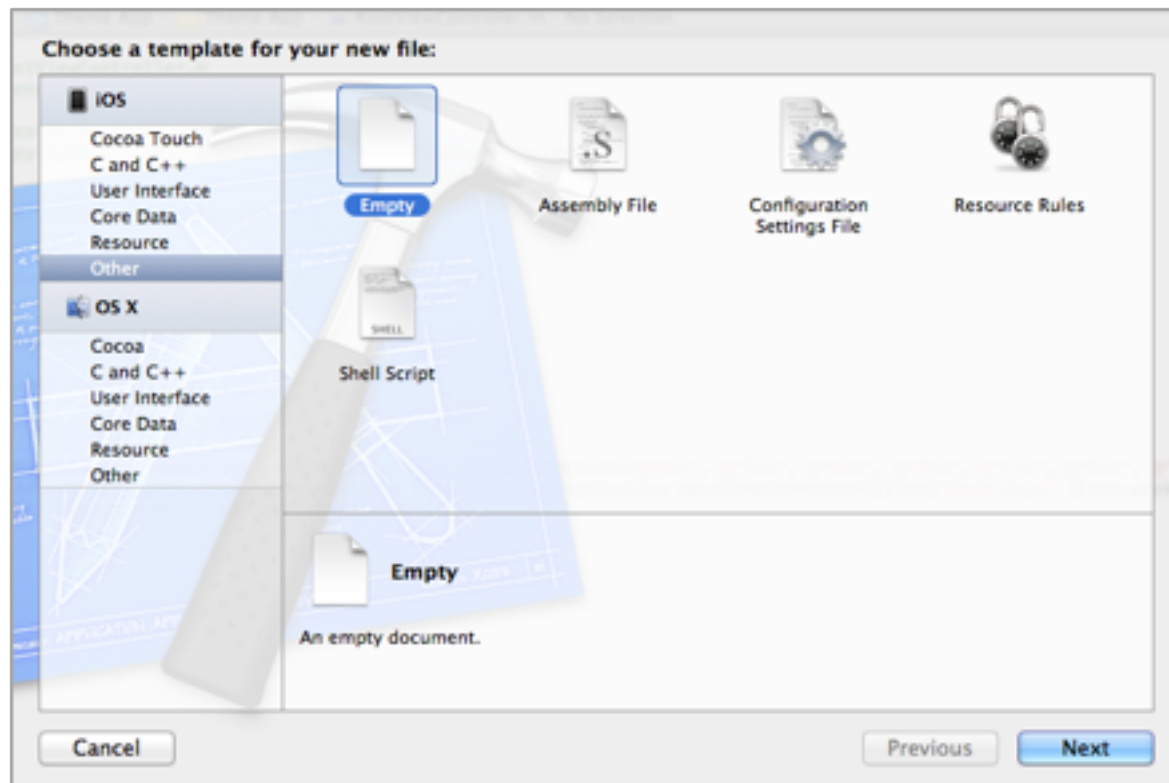 Choose a template for your new file:
iOS
Cocoa Touch
C and C++
User Interface
Core Data
Resource
Other
OS X
Cocoa
C and C++
User Interface
Core Data
Resource
Other
.S
SHELL
Empty
Assembly File
Configuration
Settings File
Resource Rules
Shell Script
Empty
An empty document.
Cancel
Previous
Next